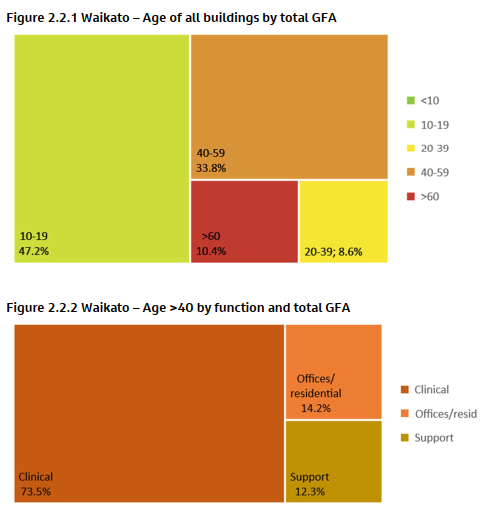 Figure 2.2.1 Waikato – Age of all buildings by total GFA
40-59
33.8%
10-19
47.2%
>60
10.4%
20-39; 8.6%
<10
10-19
20-39
40-59
>60
Figure 2.2.2 Waikato – Age >40 by function and total GFA
Offices/
residential
14.2%
Clinical
73.5%
Support
12.3%
Clinical
Offices/resid
Support